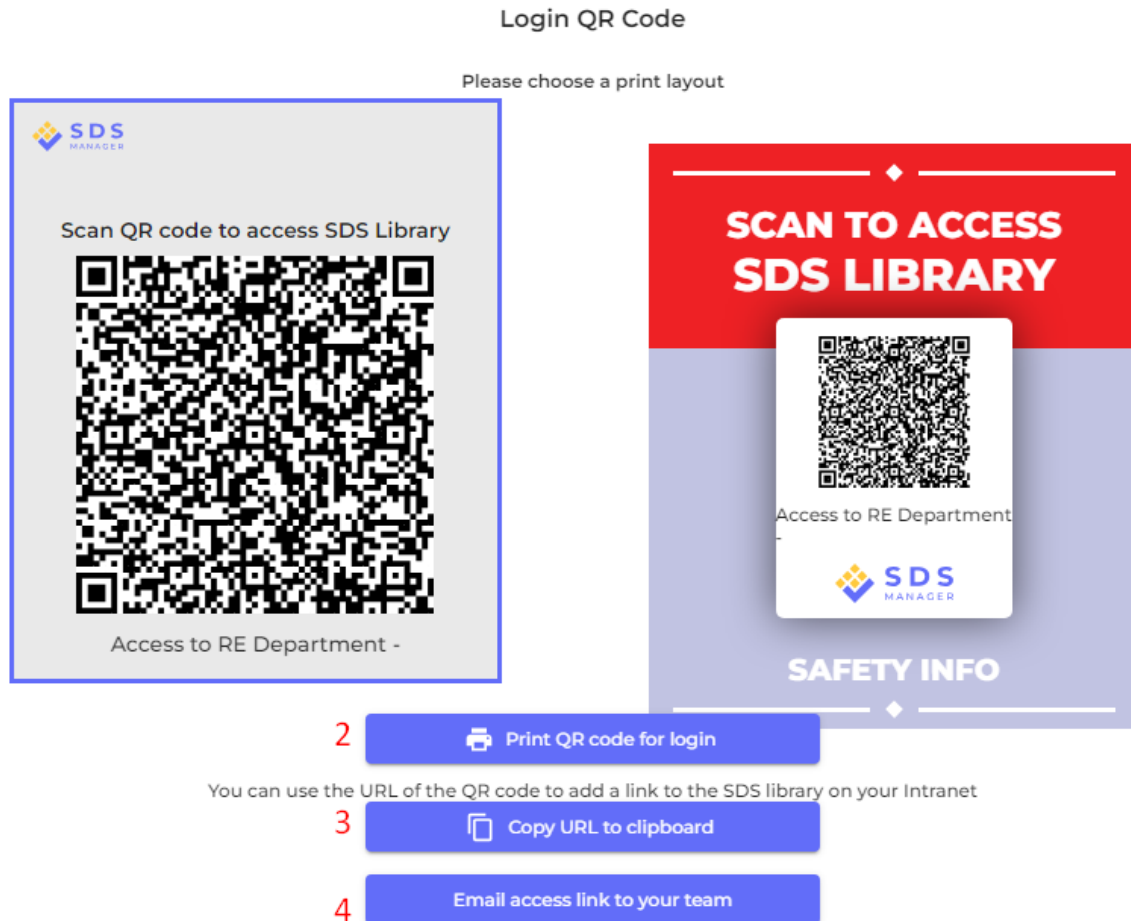 Login QR Code
Please choose a print layout
SDS
MANAGER
Scan QR code to access SDS Library
Access to RE Department -
SCAN TO ACCESS
SDS LIBRARY
Access to RE Department
-
SDS
MANAGER
SAFETY INFO
2 Print QR code for login
You can use the URL of the QR code to add a link to the SDS library on your Intranet
3 Copy URL to clipboard
4 Email access link to your team